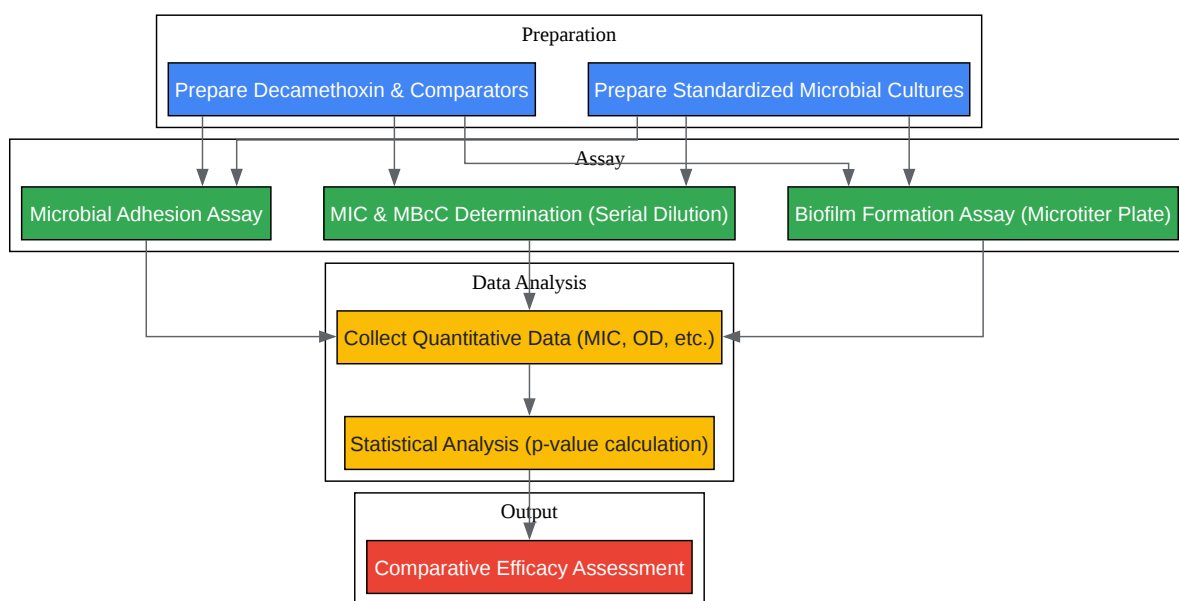 Preparation
Prepare Decamethoxin & Comparators
Prepare Standardized Microbial Cultures
Assay
Microbial Adhesion Assay
MIC & MBcC Determination (Serial Dilution)
Biofilm Formation Assay (Microtiter Plate)
Data Analysis
Collect Quantitative Data (MIC, OD, etc.)
Statistical Analysis (p-value calculation)
Output
Comparative Efficacy Assessment